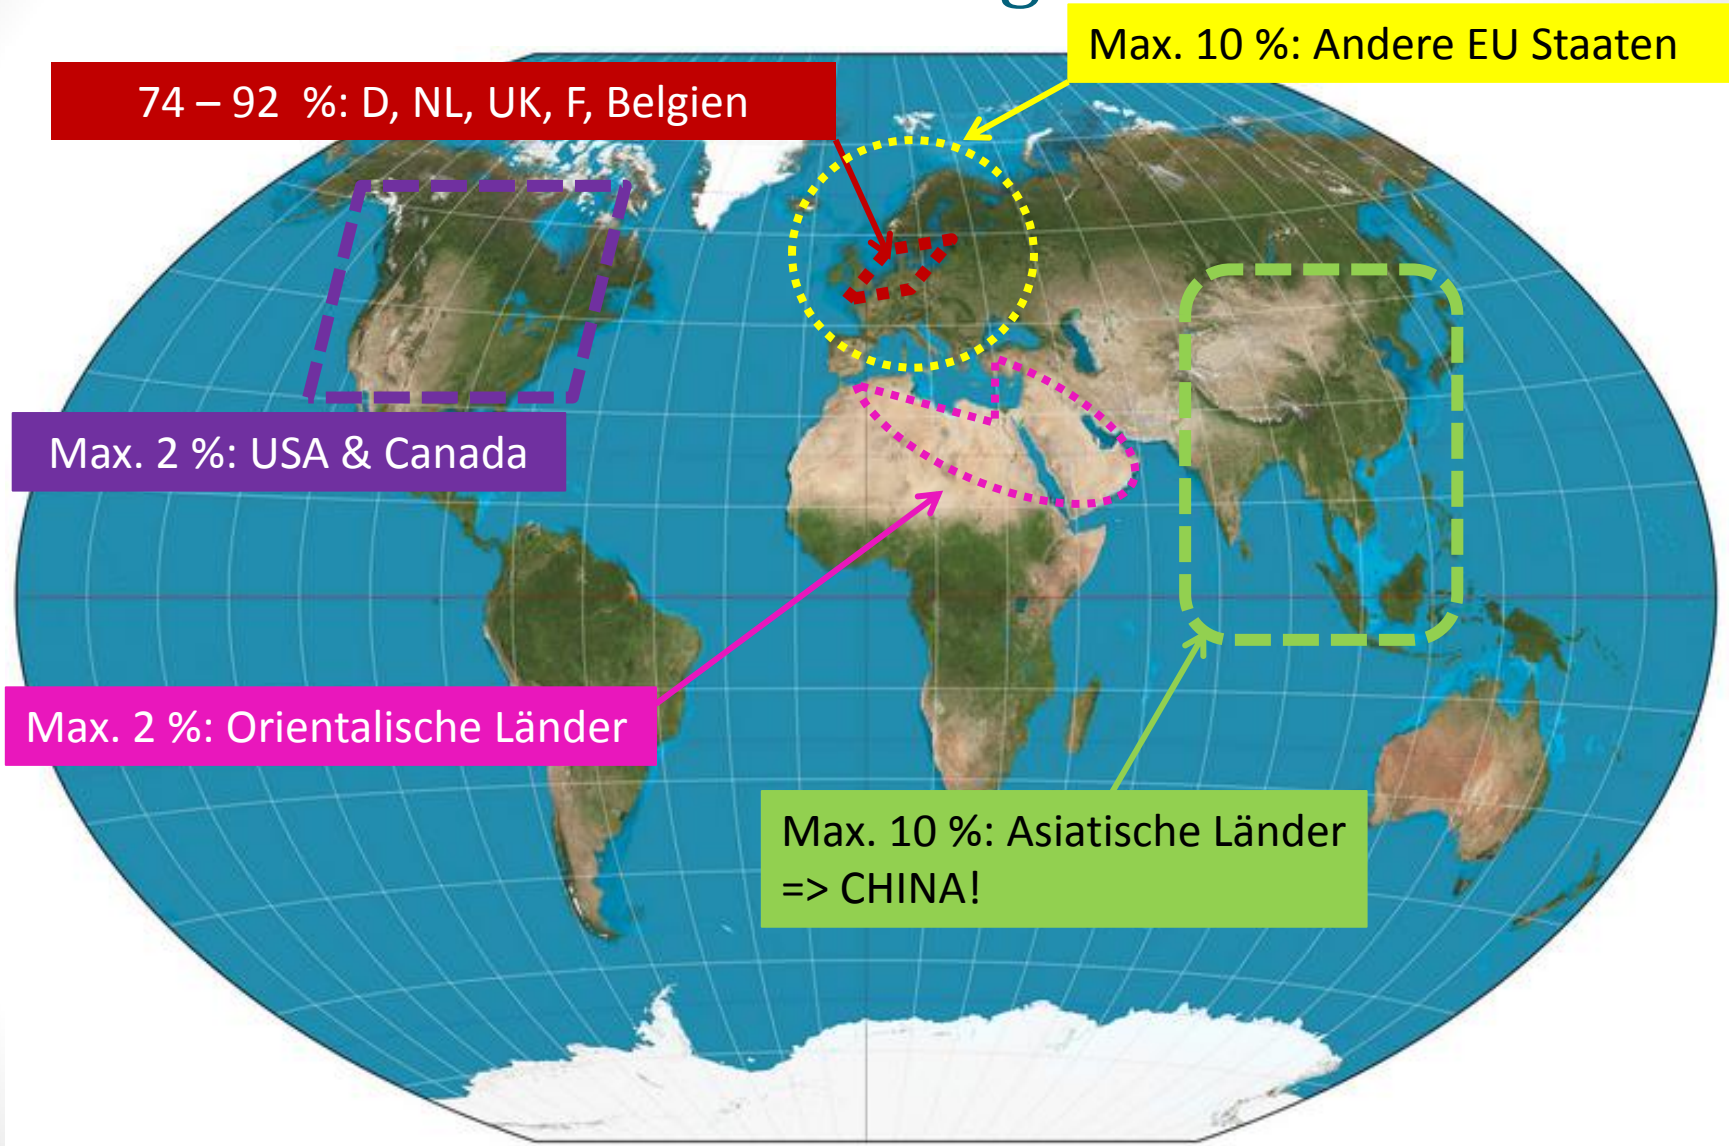 Max. 10 %: Andere EU Staaten
74 – 92 %: D, NL, UK, F, Belgien
Max. 2 %: USA & Canada
Max. 2 %: Orientalische Länder
Max. 10 %: Asiatische Länder
=> CHINA!